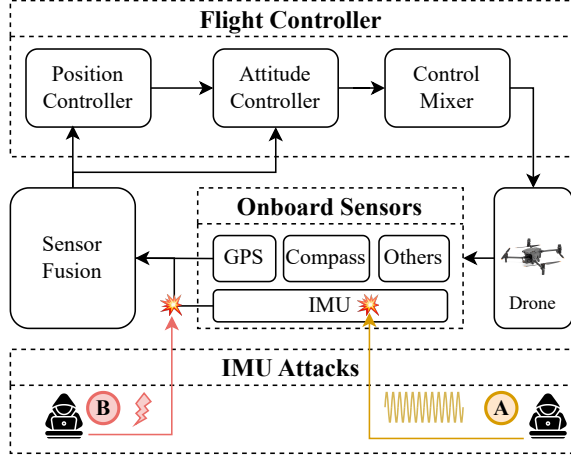 Flight Controller
Position
Controller
Attitude
Controller
Control
Mixer
Sensor
Fusion
Onboard Sensors
GPS
Compass
Others
IMU
Drone
IMU Attacks
B
A